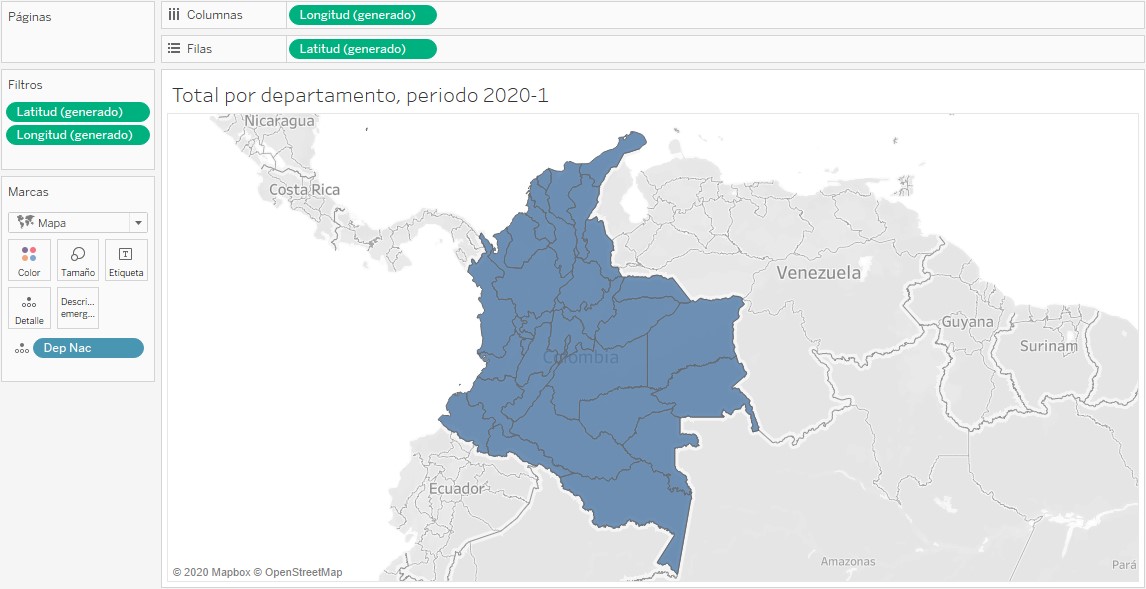 Páginas
Columnas
Longitud (generado)
Filas
Latitud (generado)
Filtros
Latitud (generado)
Longitud (generado)
Marcas
Mapa
Color
Tamaño
Etiqueta
T
Detalle
Descri...
emerg...
Dep Nac
Total por departamento, periodo 2020-1
Nicaragua
Costa Rica
Venezuela
Guyana
Surinam
Colombia
Ecuador
Amazonas
Pará
© 2020 Mapbox © OpenStreetMap